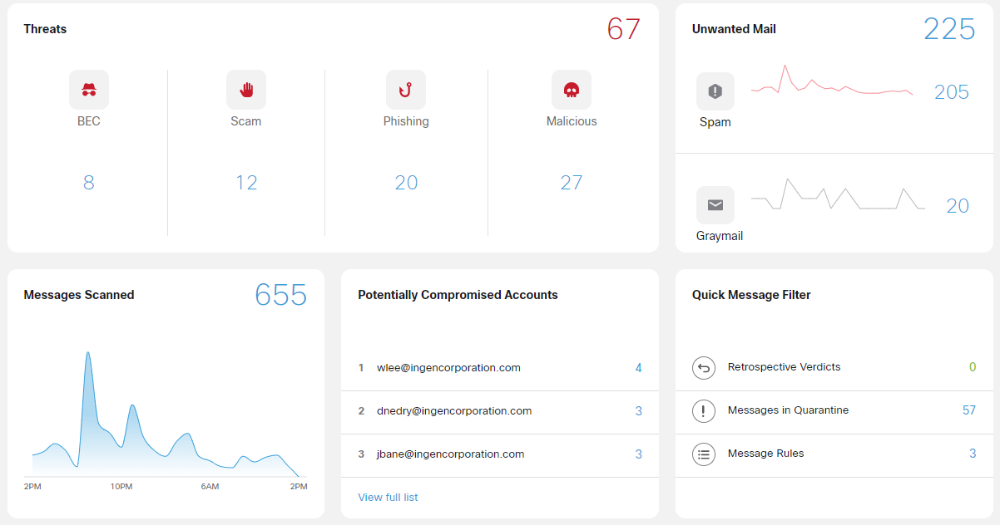 Threats 67
BEC Scam Phishing Malicious
8 12 20 27
Unwanted Mail 225
205
Spam
20
Graymail
Messages Scanned 655
2PM 10PM 6AM 2PM
Potentially Compromised Accounts
1 wlee@ingencorporation.com 4
2 dnedry@ingencorporation.com 3
3 jbane@ingencorporation.com 3
View full list
Quick Message Filter
Retrospective Verdicts 0
Messages in Quarantine 57
Message Rules 3